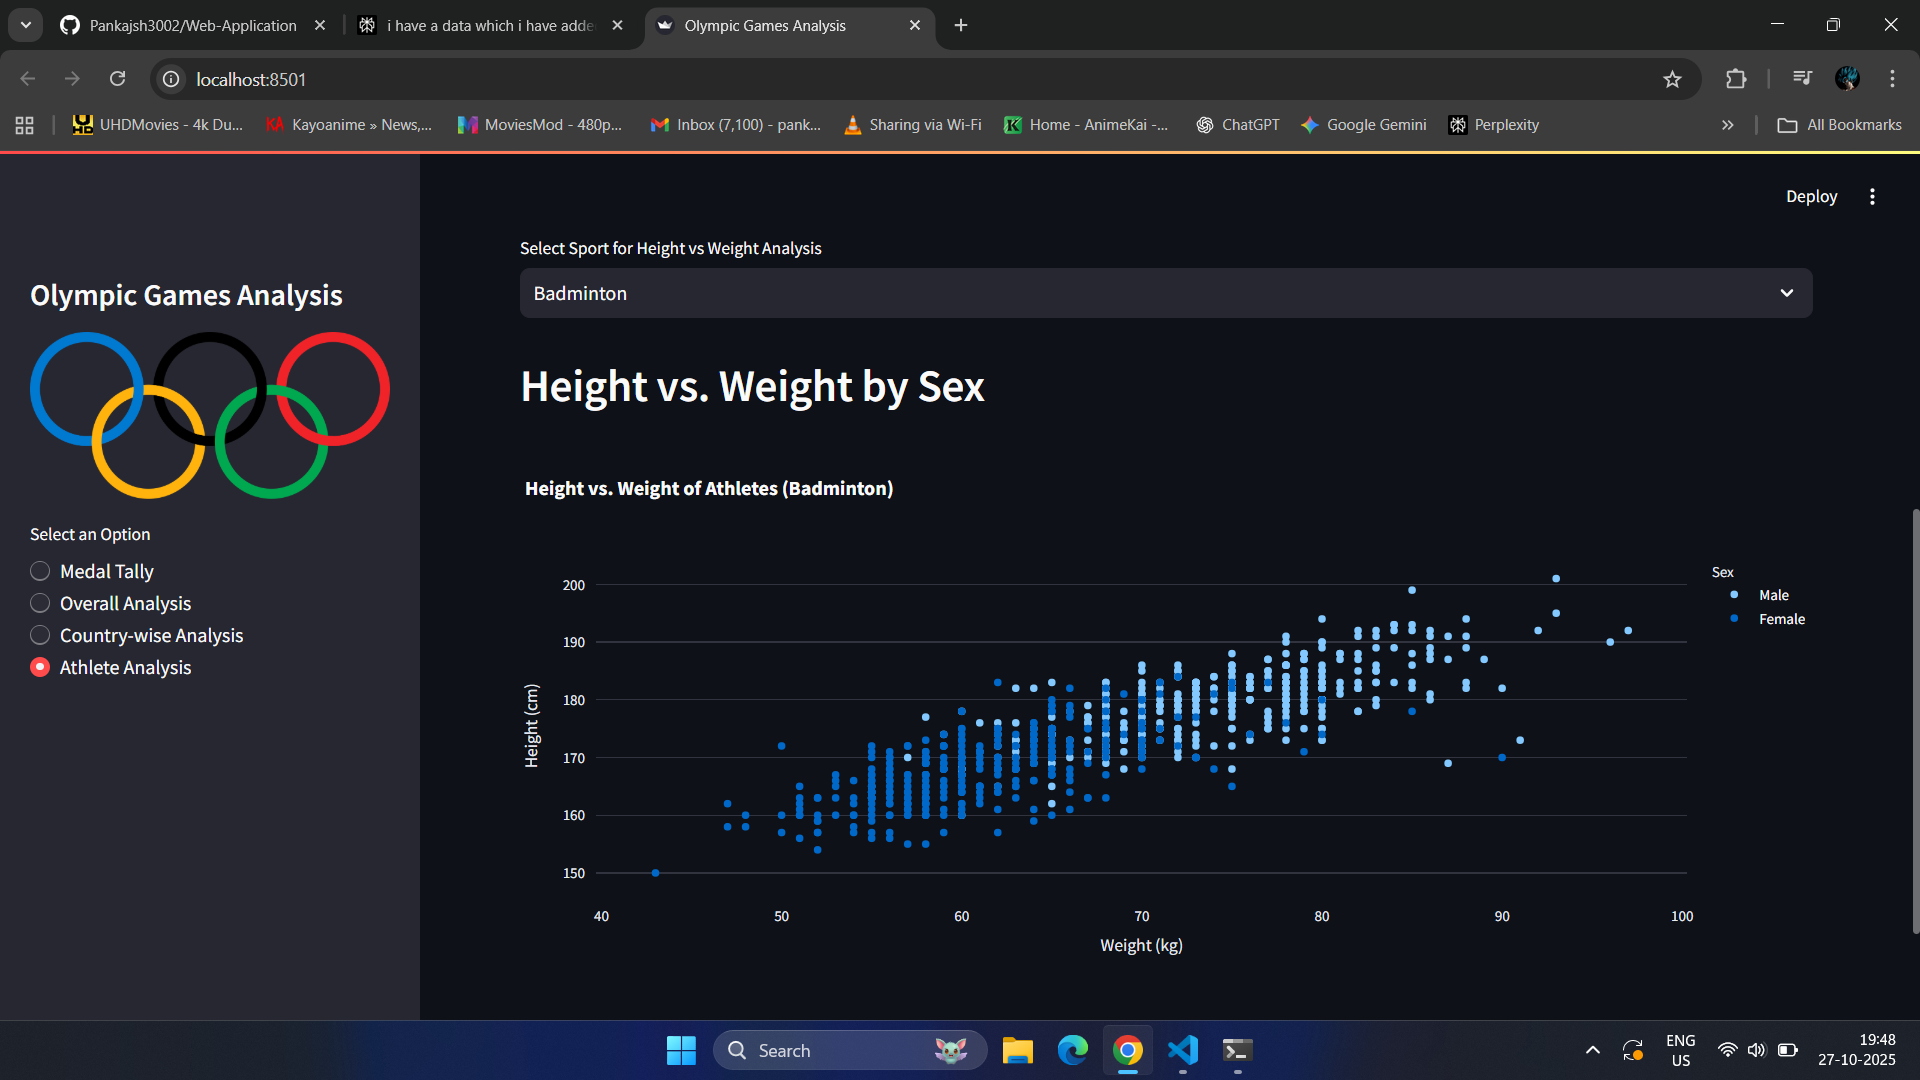 Pankajsh3002/Web-Application
i have a data which i have adde
Olympic Games Analysis
localhost:8501
UHDMovies - 4k Du...
Kayoanime » News,...
MoviesMod - 480p...
Inbox (7,100) - pank...
Sharing via Wi-Fi
Home - AnimeKai -...
ChatGPT
Google Gemini
Perplexity
All Bookmarks
Deploy
Olympic Games Analysis
Select an Option
Medal Tally
Overall Analysis
Country-wise Analysis
Athlete Analysis
Select Sport for Height vs Weight Analysis
Badminton
Height vs. Weight by Sex
Height vs. Weight of Athletes (Badminton)
Height (cm)
200
190
180
170
160
150
40 50 60 70 80 90 100
Weight (kg)
Sex
Male
Female
Search
ENG
US
19:48
27-10-2025